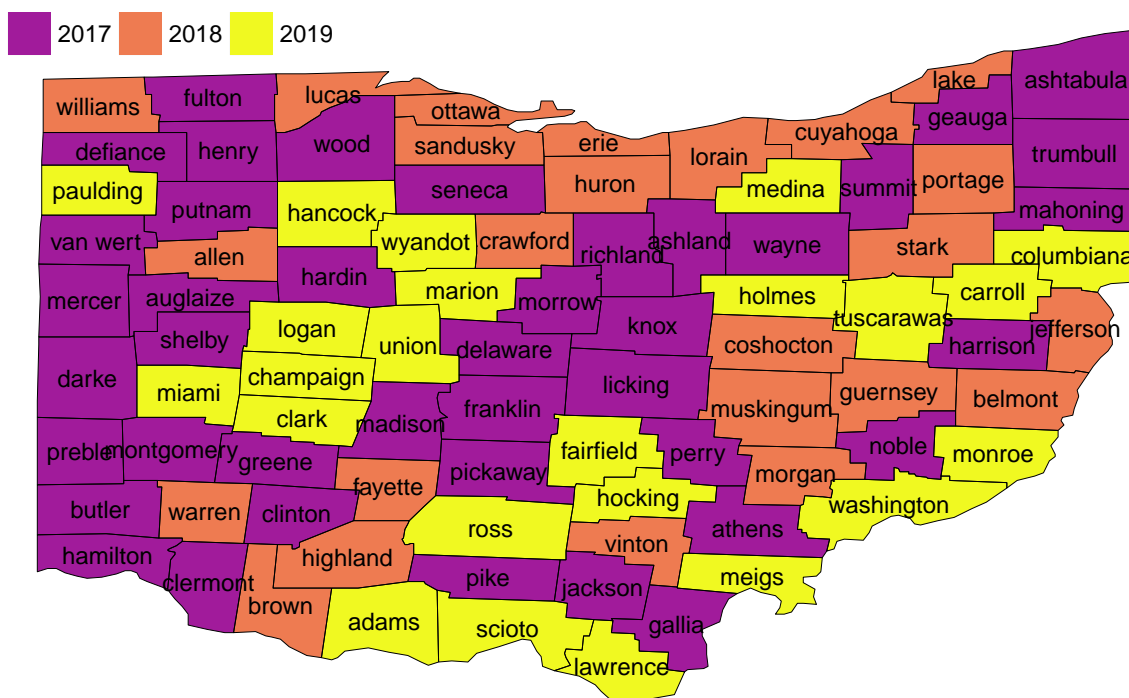 2017 2018 2019
lake
ashtabula
williams
fulton
lucas
ottawa
geauga
cuyahoga
defiance
henry
wood
sandusky
erie
lorain
trumbull
paulding
putnam
hancock
seneca
huron
medina
summit
portage
mahoning
van wert
allen
wyandot
crawford
richland
ashland
wayne
stark
columbiana
mercer
auglaize
hardin
marion
morrow
holmes
carroll
shelby
logan
union
delaware
knox
coshocton
tuscarawas
harrison
jefferson
darke
miami
champaign
clark
madison
franklin
licking
muskingum
guernsey
belmont
preble
montgomery
greene
fayette
pickaway
fairfield
perry
morgan
noble
monroe
butler
warren
clinton
ross
hocking
athens
washington
hamilton
clermont
highland
pike
vinton
jackson
meigs
brown
adams
scioto
gallia
lawrence